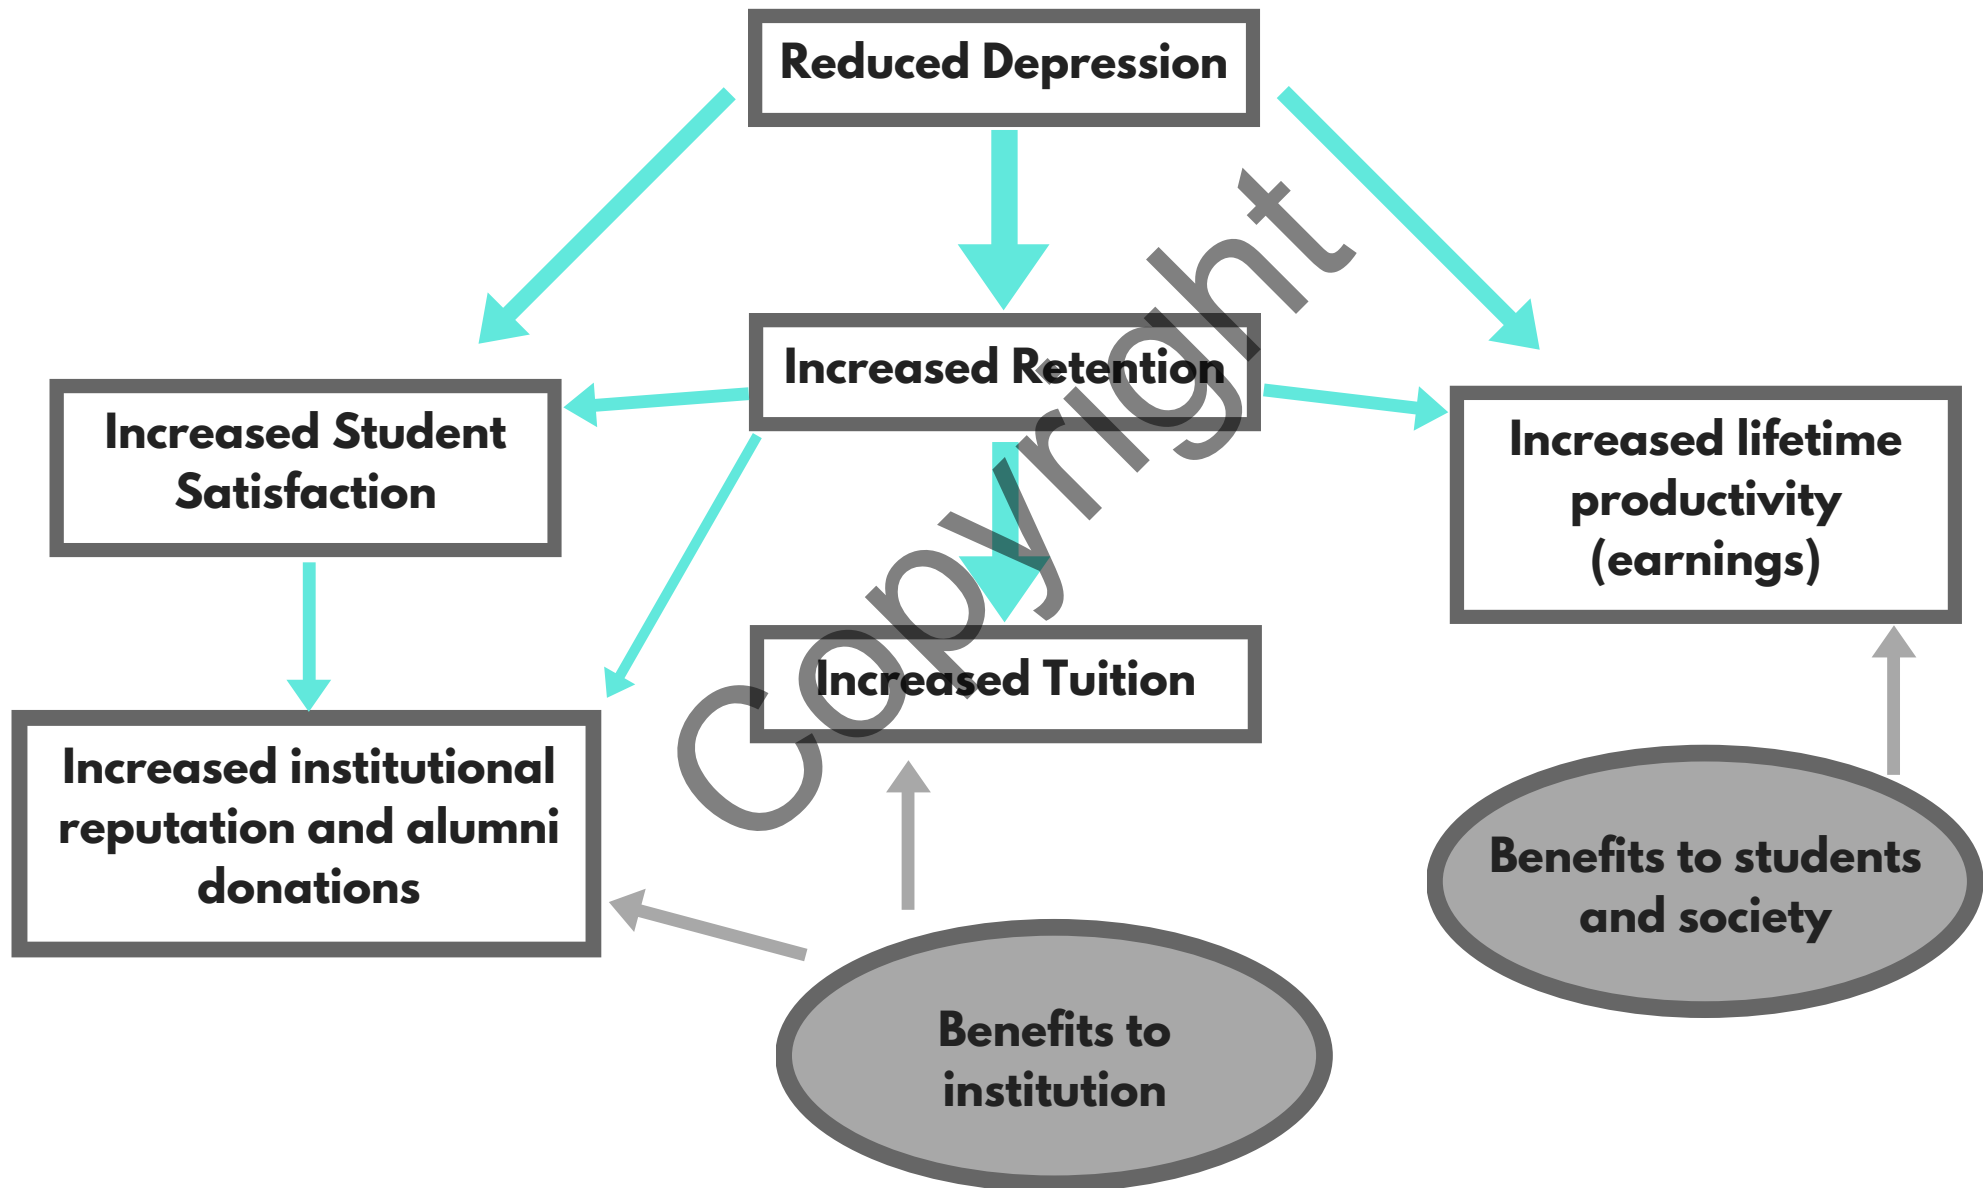 Reduced Depression
Increased Retention
Increased Student
Satisfaction
Increased lifetime
productivity
(earnings)
Increased Tuition
Increased institutional
reputation and alumni
donations
Benefits to students
and society
Benefits to
institution
Copyright